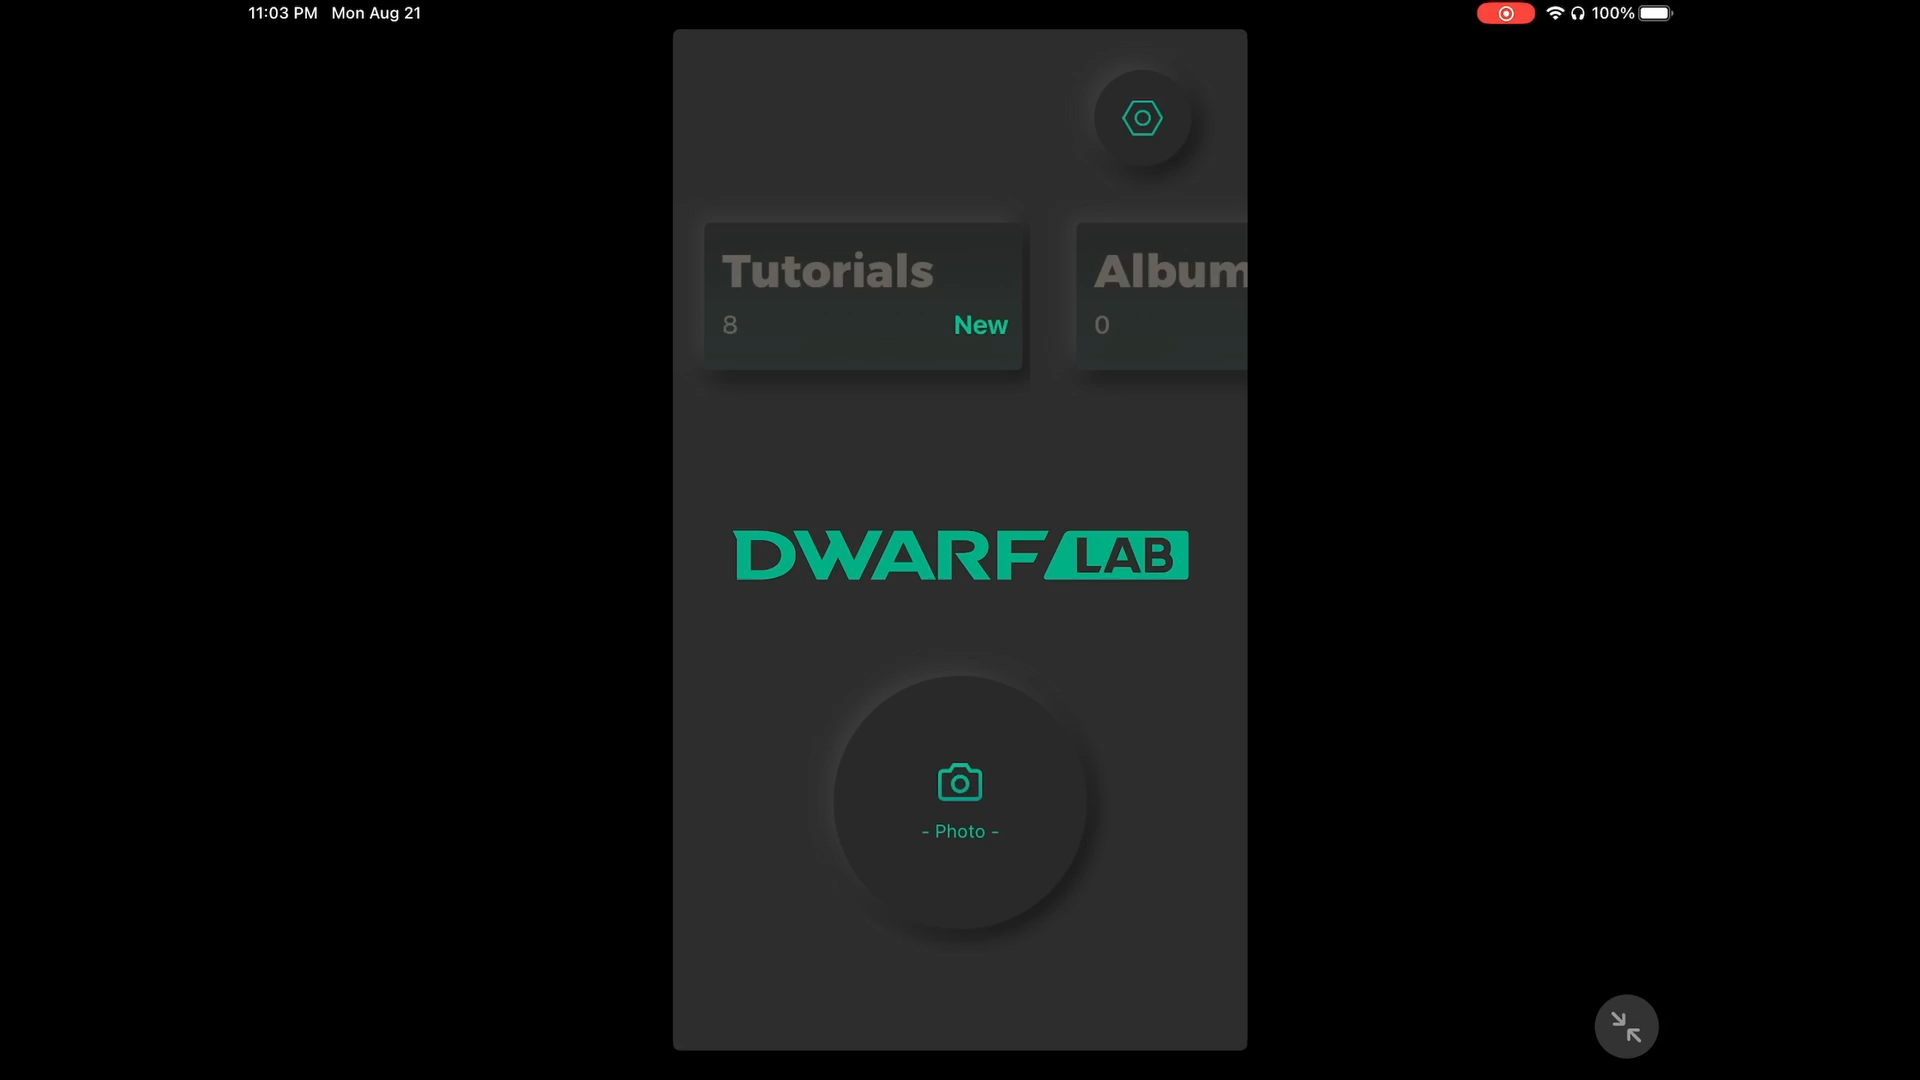 11:03 PM Mon Aug 21
100%
Tutorials
8
New
Album
0
DWARF LAB
- Photo -